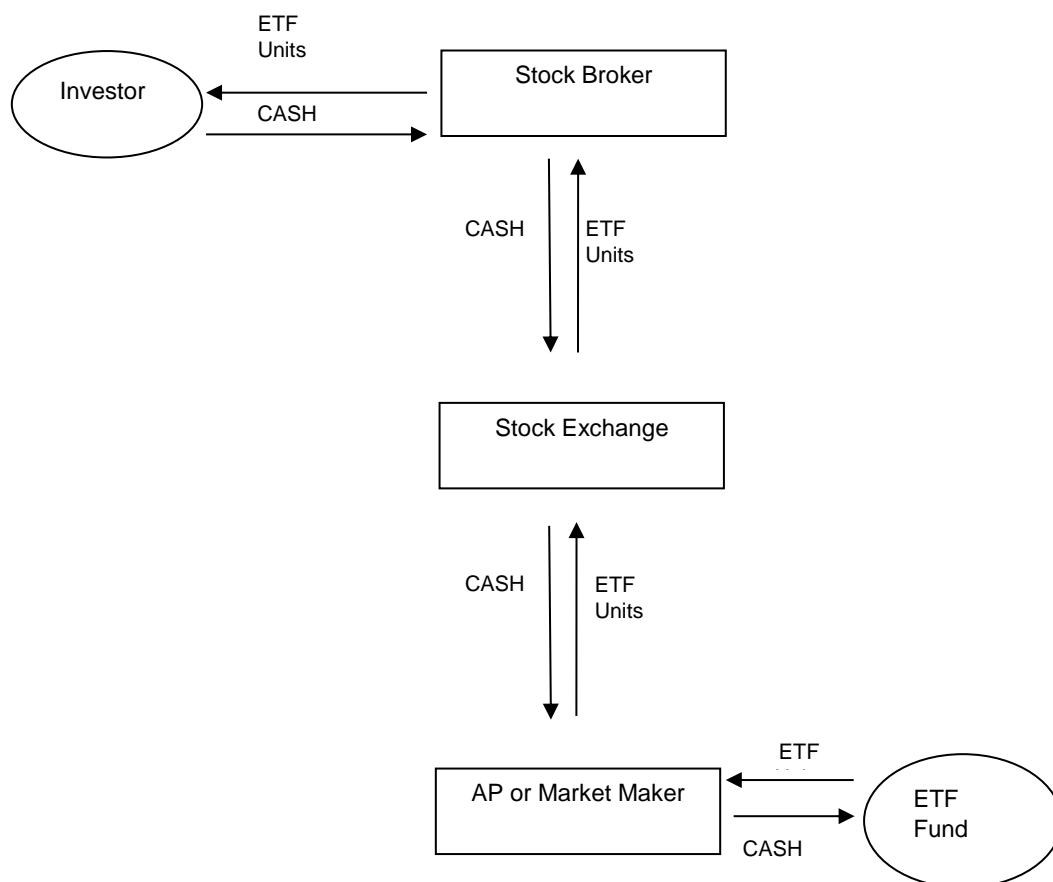 ETF
Units
Investor
Stock Broker
CASH
CASH
ETF
Units
Stock Exchange
CASH
ETF
Units
ETF
AP or Market Maker
ETF
Fund
CASH